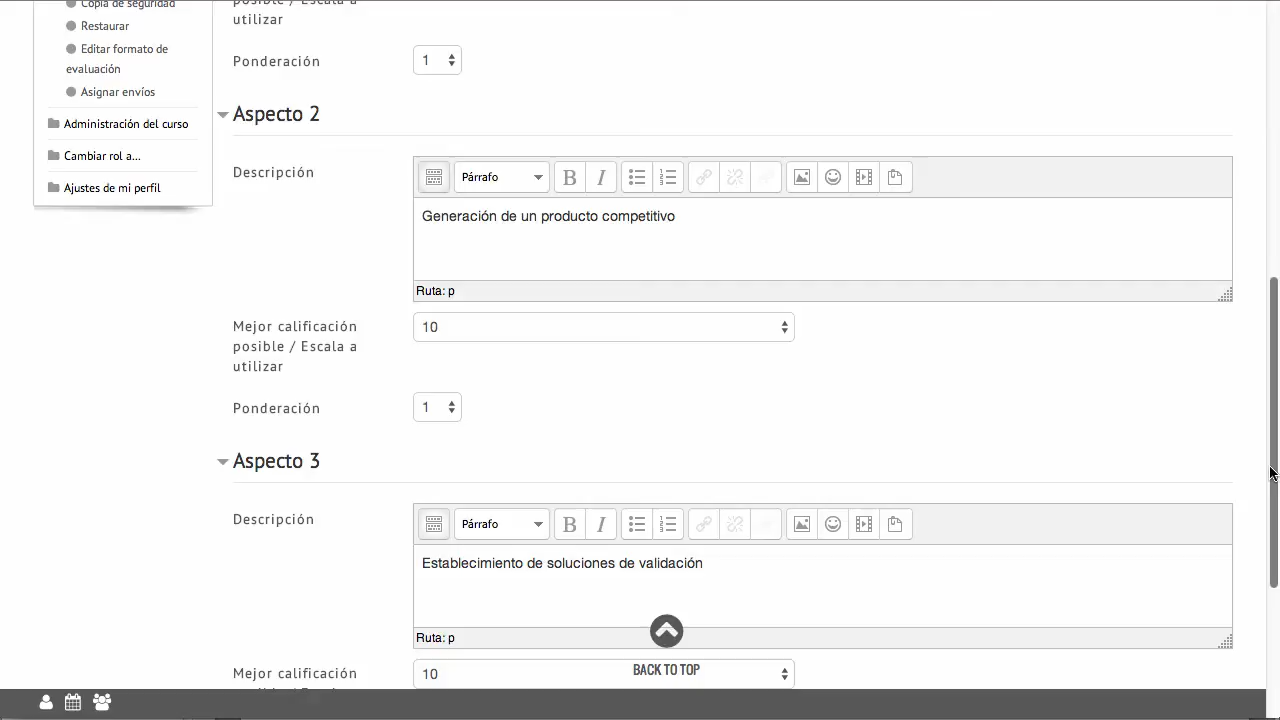 Copia de seguridad
Restaurar
Editar formato de
evaluación
Asignar envíos
Administración del curso
Cambiar rol a...
Ajustes de mi perfil
posible / Escala a
utilizar
Ponderación
1
Aspecto 2
Descripción
Párrafo
B I
Generación de un producto competitivo
Ruta: p
Mejor calificación
posible / Escala a
utilizar
10
Ponderación
1
Aspecto 3
Descripción
Párrafo
B I
Establecimiento de soluciones de validación
Ruta: p
Mejor calificación
10
BACK TO TOP